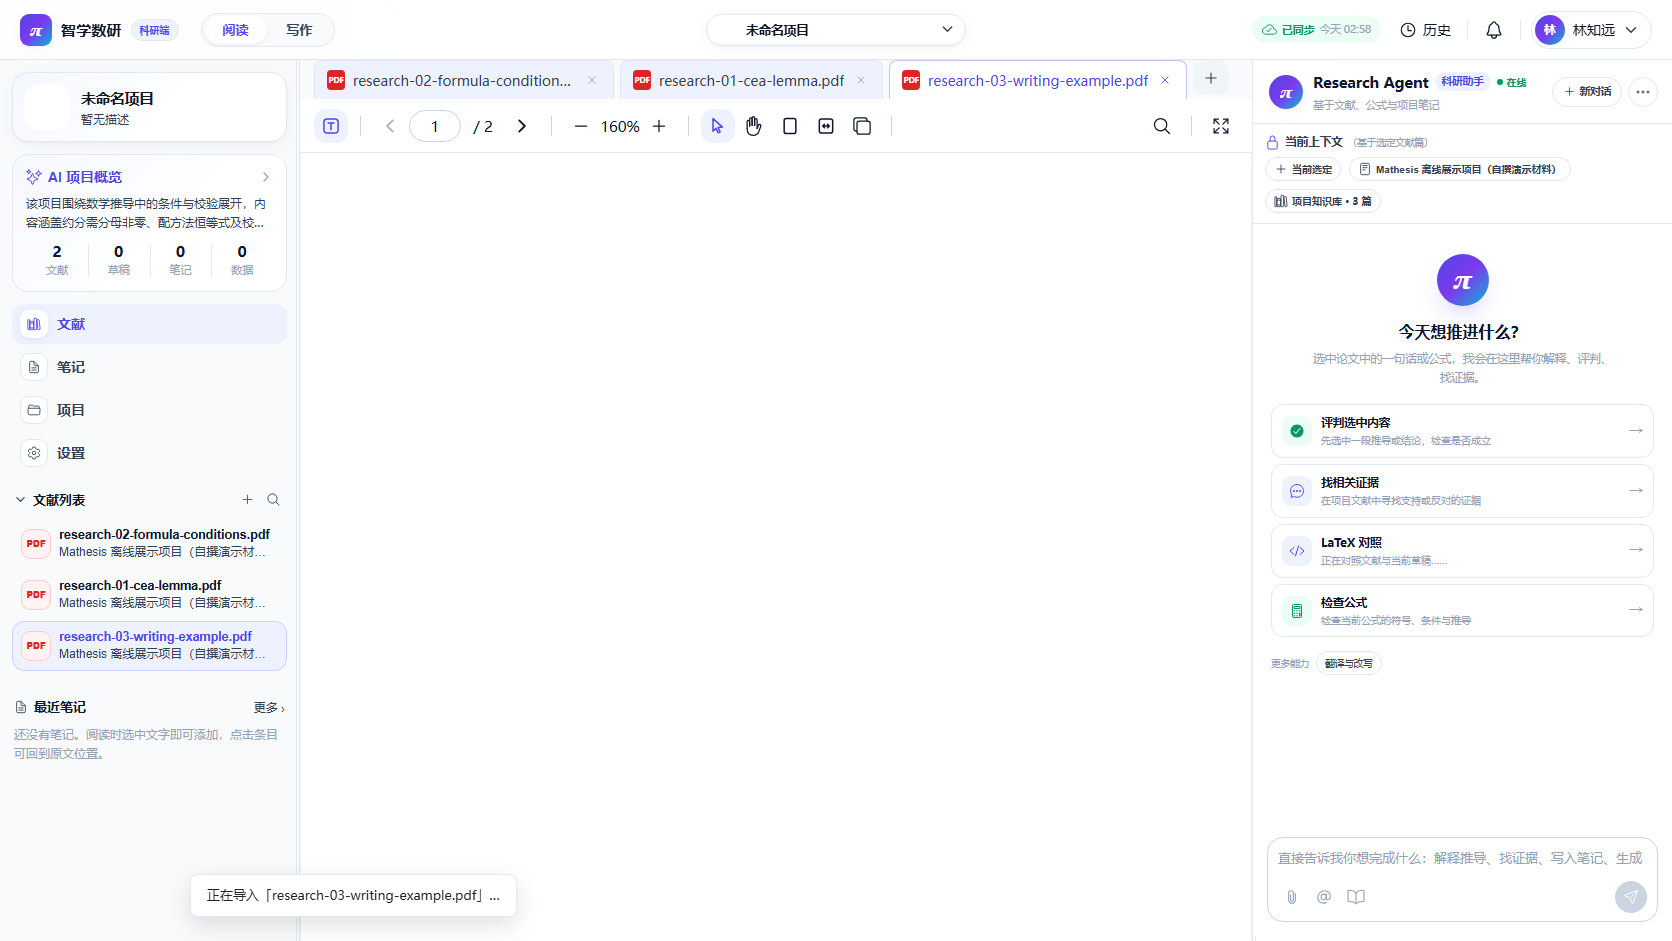 智学数研 科研端 阅读 写作 未命名项目 已同步 今天 02:58 历史 林 林知远
未命名项目
暂无描述
AI 项目概览
该项目围绕数学推导中的条件与校验展开，内
容涵盖约分需分母非零、配方法恒等式及校...
2 0 0 0
文献 草稿 笔记 数据
文献
笔记
项目
设置
文献列表
PDF research-02-formula-conditions.pdf
Mathesis 离线展示项目（自撰演示材...
PDF research-01-cea-lemma.pdf
Mathesis 离线展示项目（自撰演示材...
PDF research-03-writing-example.pdf
Mathesis 离线展示项目（自撰演示材...
最近笔记 更多 ›
还没有笔记。阅读时选中文字即可添加，点击条目
可回到原文位置。
PDF research-02-formula-condition... × PDF research-01-cea-lemma.pdf × PDF research-03-writing-example.pdf × +
T 1 / 2 − 160% +
正在导入「research-03-writing-example.pdf」...
π Research Agent 科研助手 在线 + 新对话
基于文献、公式与项目笔记
当前上下文 （基于选定文献篇）
+ 当前选定 Mathesis 离线展示项目（自撰演示材料）
项目知识库 • 3 篇
π
今天想推进什么?
选中论文中的一句话或公式，我会在这里帮你解释、评判、
找证据。
评判选中内容
先选中一段推导或结论，检查是否成立
找相关证据
在项目文献中寻找支持或反对的证据
LaTeX 对照
正在对照文献与当前草稿......
检查公式
检查当前公式的符号、条件与推导
更多能力 翻译与改写
直接告诉我你想完成什么：解释推导、找证据、写入笔记、生成